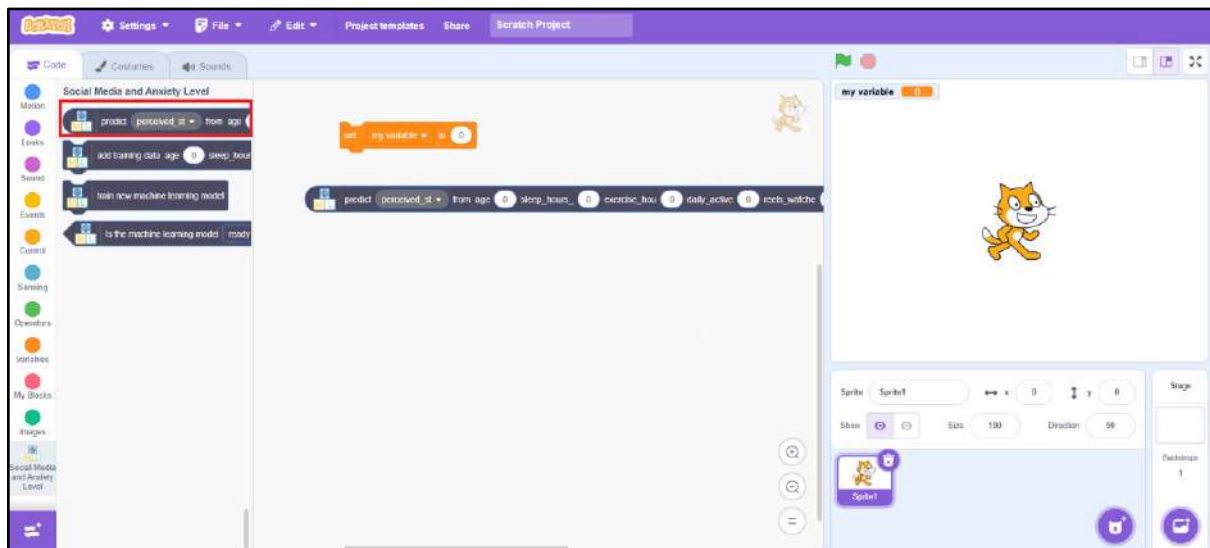 SCRATCH Settings File Edit Project templates Share Scratch Project
Code Costumes Sounds
Motion
Looks
Sound
Events
Control
Sensing
Operators
Variables
My Blocks
Images
Social Media
and Anxiety
Level
Social Media and Anxiety Level
predict perceived_st from age
add training data age 0 sleep_hour
train new machine learning model
Is the machine learning model ready
set my variable to 0
predict perceived_st from age 0 sleep_hours_ 0 exercise_hou 0 daily_active 0 reels_watche
my variable 0
Sprite Sprite1 x 0 y 0
Show Size 100 Direction 90
Sprite1
Stage
Backdrops
1